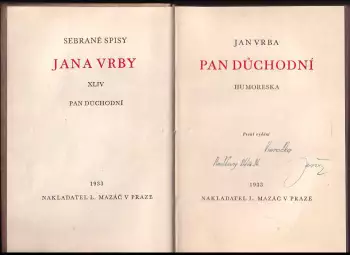 SEBRANÉ SPISY
JANA VRBY
XLIV
PAN DŮCHODNÍ
1933
NAKLADATEL L. MAZÁČ V PRAZE
JAN VRBA
PAN DŮCHODNÍ
HUMORESKA
První vydání
1933
NAKLADATEL L. MAZÁČ V PRAZE